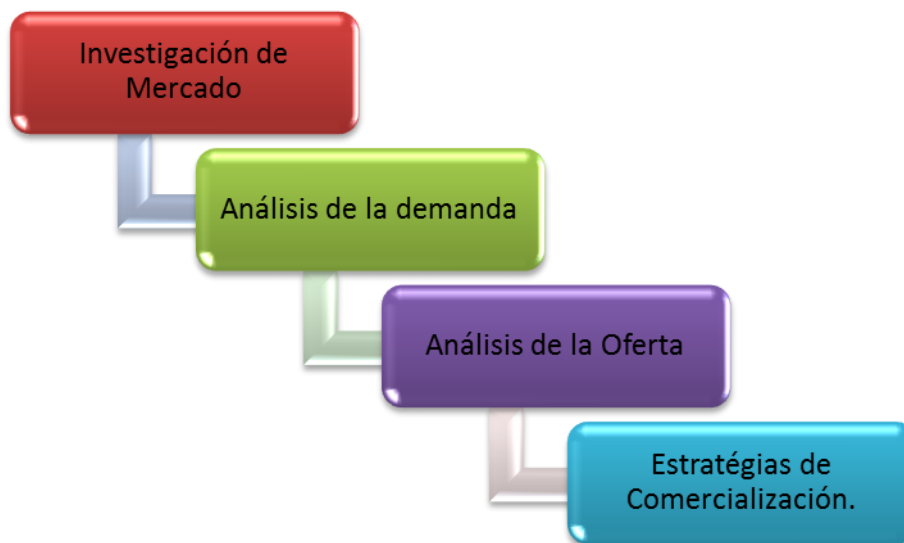 Investigación de
Mercado
Análisis de la demanda
Análisis de la Oferta
Estratégias de
Comercialización.